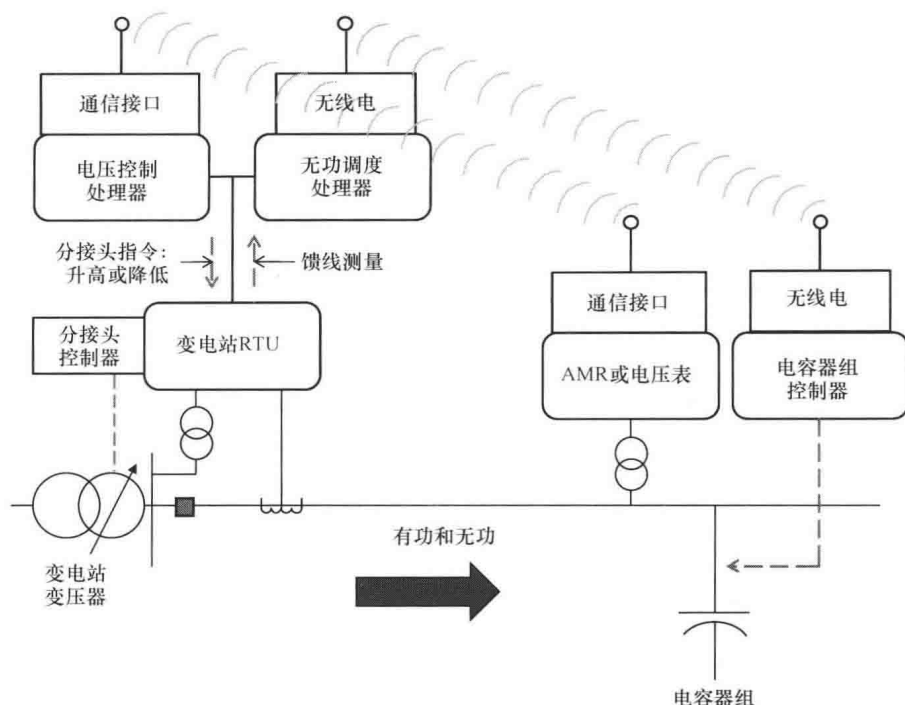 通信接口
无线电
电压控制
处理器
无功调度
处理器
分接头指令：
升高或降低
馈线测量
分接头
控制器
变电站RTU
通信接口
无线电
AMR或电压表
电容器组
控制器
有功和无功
变电站
变压器
电容器组